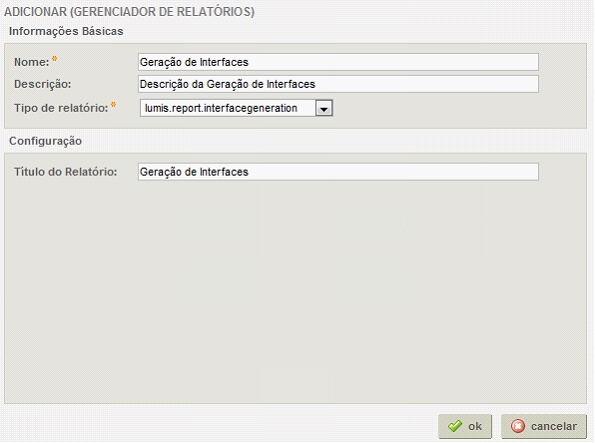 ADICIONAR (GERENCIADOR DE RELATÓRIOS)
Informações Básicas
Nome:* Geração de Interfaces
Descrição: Descrição da Geração de Interfaces
Tipo de relatório:* lumis.report.interfacegeneration
Configuração
Título do Relatório: Geração de Interfaces
ok cancelar